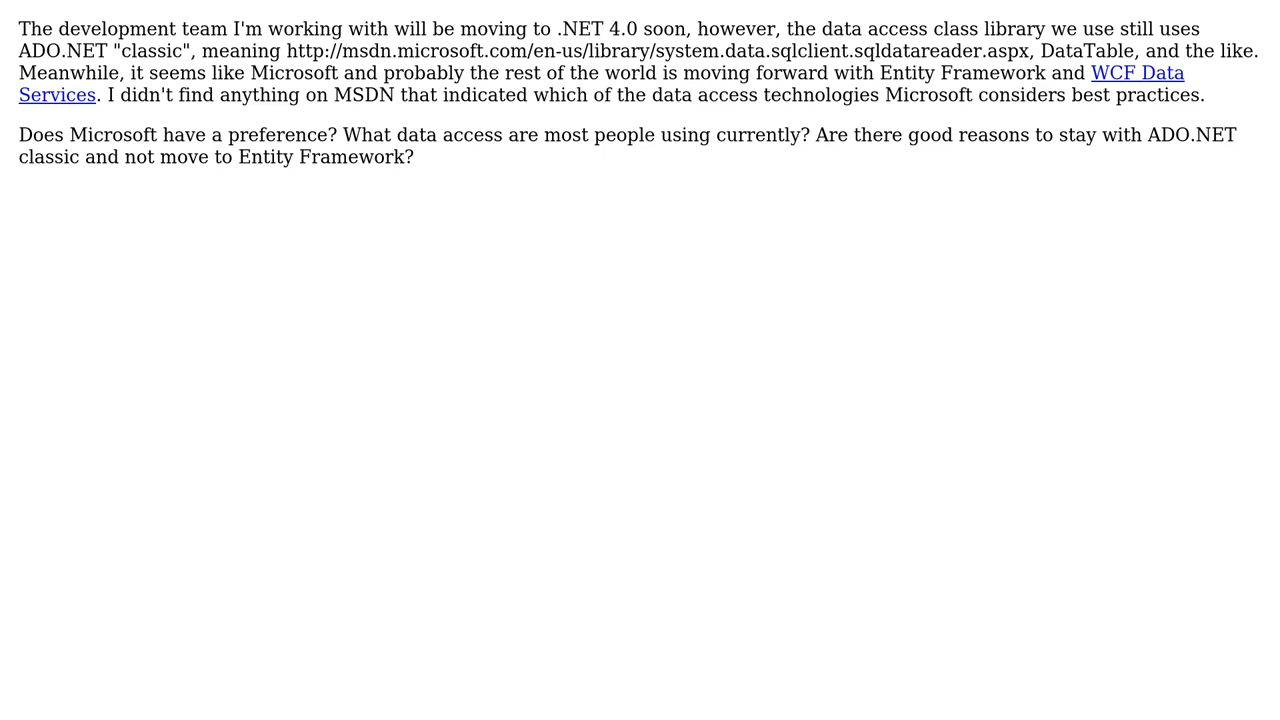 The development team I'm working with will be moving to .NET 4.0 soon, however, the data access class library we use still uses
ADO.NET "classic", meaning http://msdn.microsoft.com/en-us/library/system.data.sqlclient.sqldatareader.aspx, DataTable, and the like.
Meanwhile, it seems like Microsoft and probably the rest of the world is moving forward with Entity Framework and WCF Data
Services. I didn't find anything on MSDN that indicated which of the data access technologies Microsoft considers best practices.
Does Microsoft have a preference? What data access are most people using currently? Are there good reasons to stay with ADO.NET
classic and not move to Entity Framework?